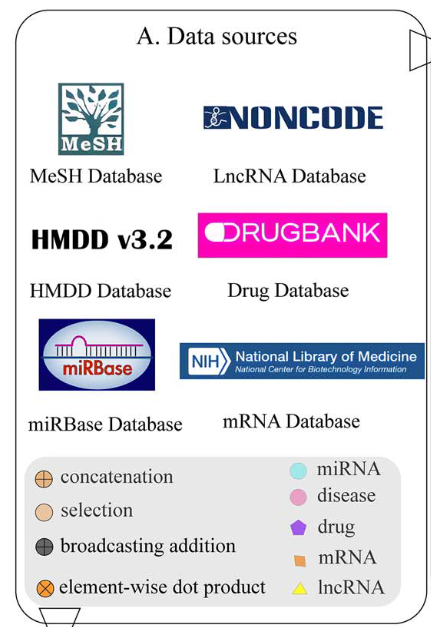 A. Data sources
MeSH
NONCODE
MeSH Database
LncRNA Database
HMDD v3.2
DRUGBANK
HMDD Database
Drug Database
miRBase
NIH National Library of Medicine
National Center for Biotechnology Information
miRBase Database
mRNA Database
concatenation
selection
broadcasting addition
element-wise dot product
miRNA
disease
drug
mRNA
lncRNA